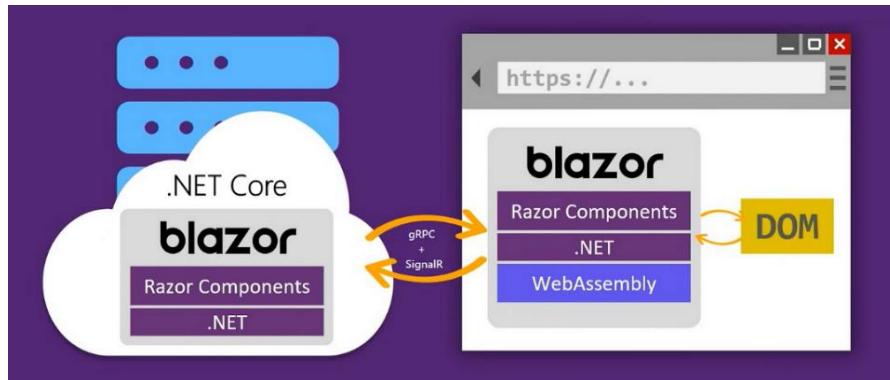 .NET Core
blazor
Razor Components
.NET
gRPC
+
SignalR
https://...
blazor
Razor Components
.NET
WebAssembly
DOM